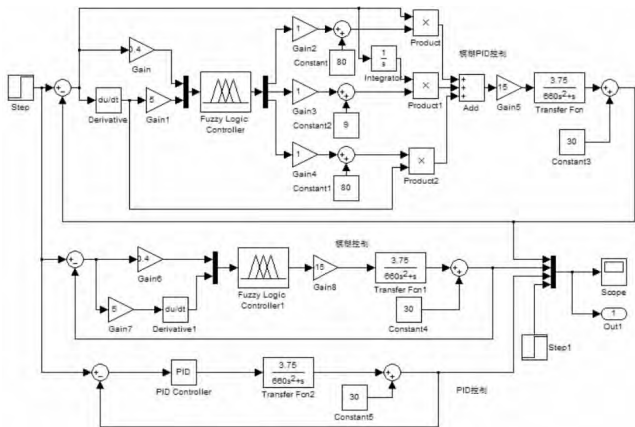 Step
0.4
Gain
du/dt
Derivative
5
Gain1
Fuzzy Logic
Controller
1
Gain2
Constant
80
1
Gain3
Constant2
9
1
Gain4
Constant1
80
1
s
Integrator
×
Product
×
Product1
×
Product2
模糊PID控制
Add
15
Gain5
3.75
660s²+s
Transfer Fcn
30
Constant3
模糊控制
0.4
Gain6
5
Gain7
du/dt
Derivative1
Fuzzy Logic
Controller1
15
Gain8
3.75
660s²+s
Transfer Fcn1
30
Constant4
Scope
1
Out1
Step1
PID
PID Controller
3.75
660s²+s
Transfer Fcn2
30
Constant5
PID控制